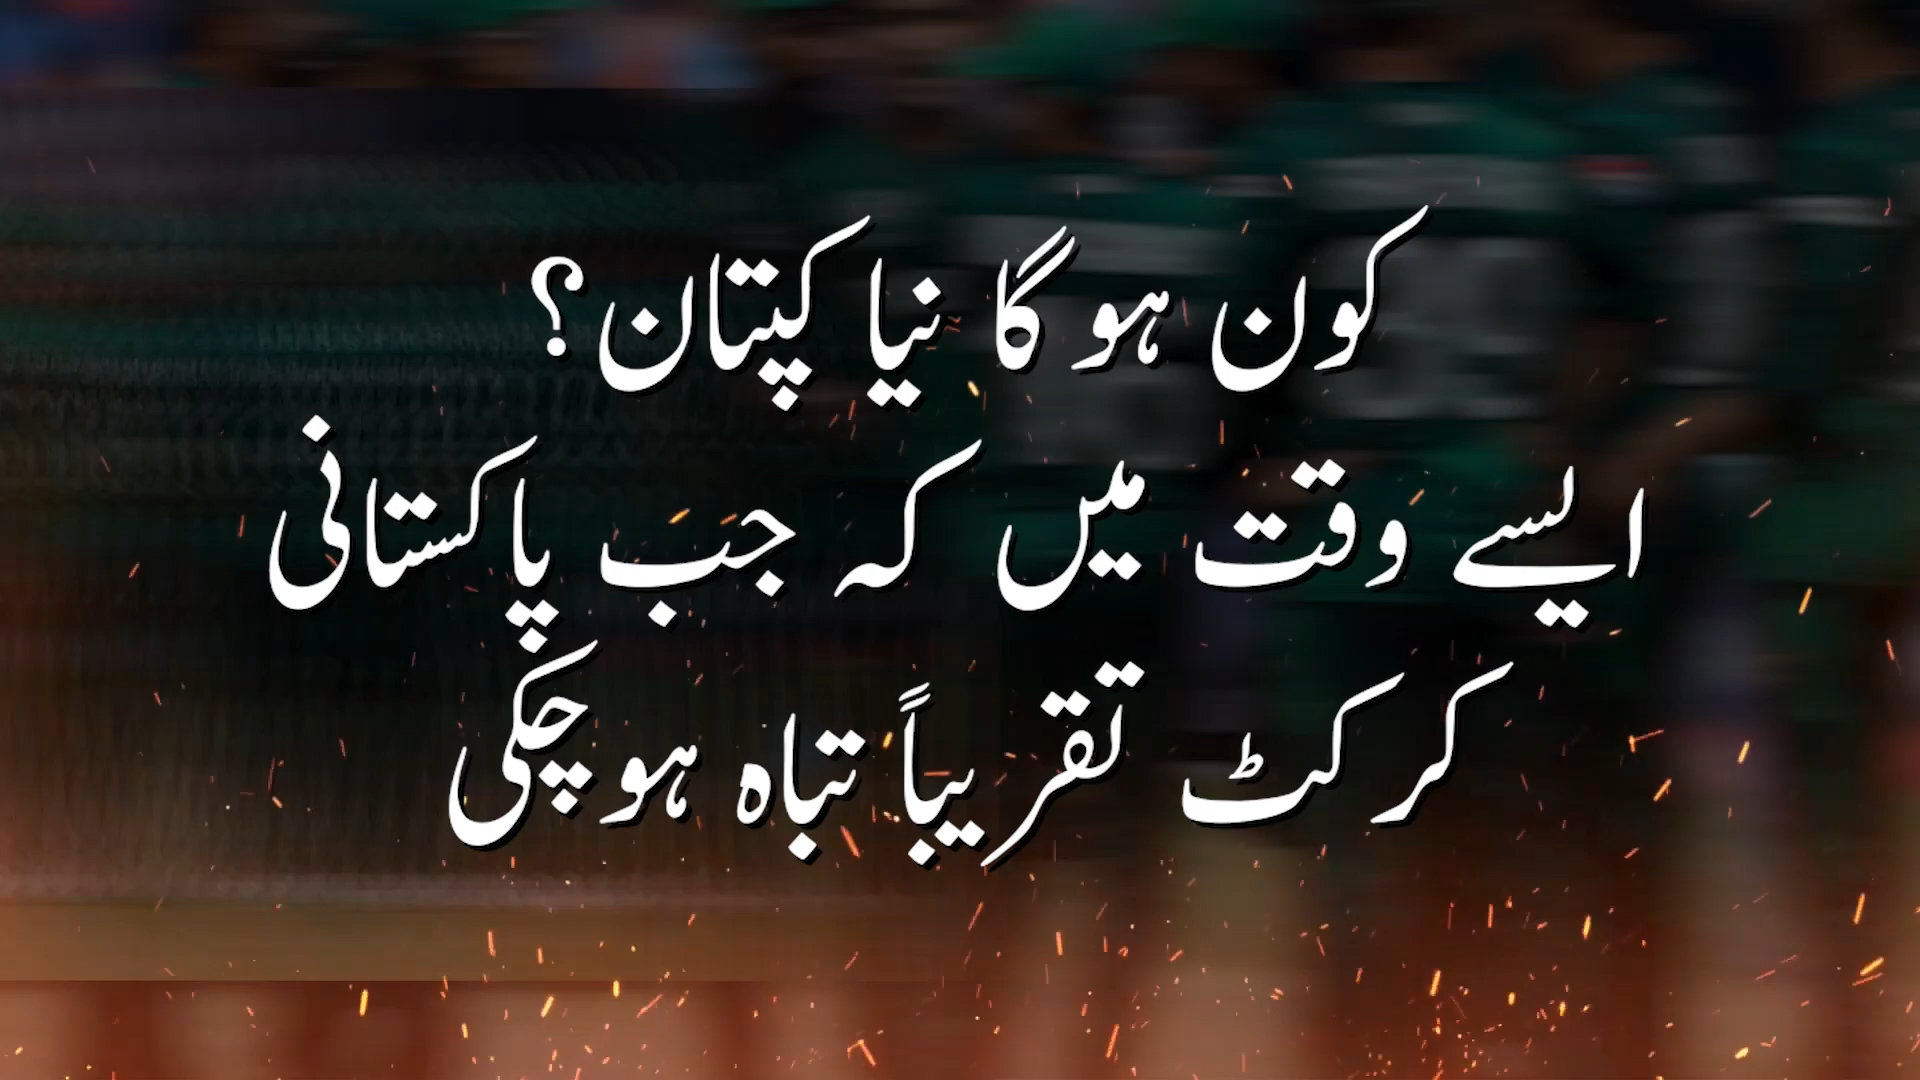 کون ہو گا نیا کپتان؟
ایسے وقت میں کہ جب پاکستانی
کرکٹ تقریباً تباہ ہو چکی